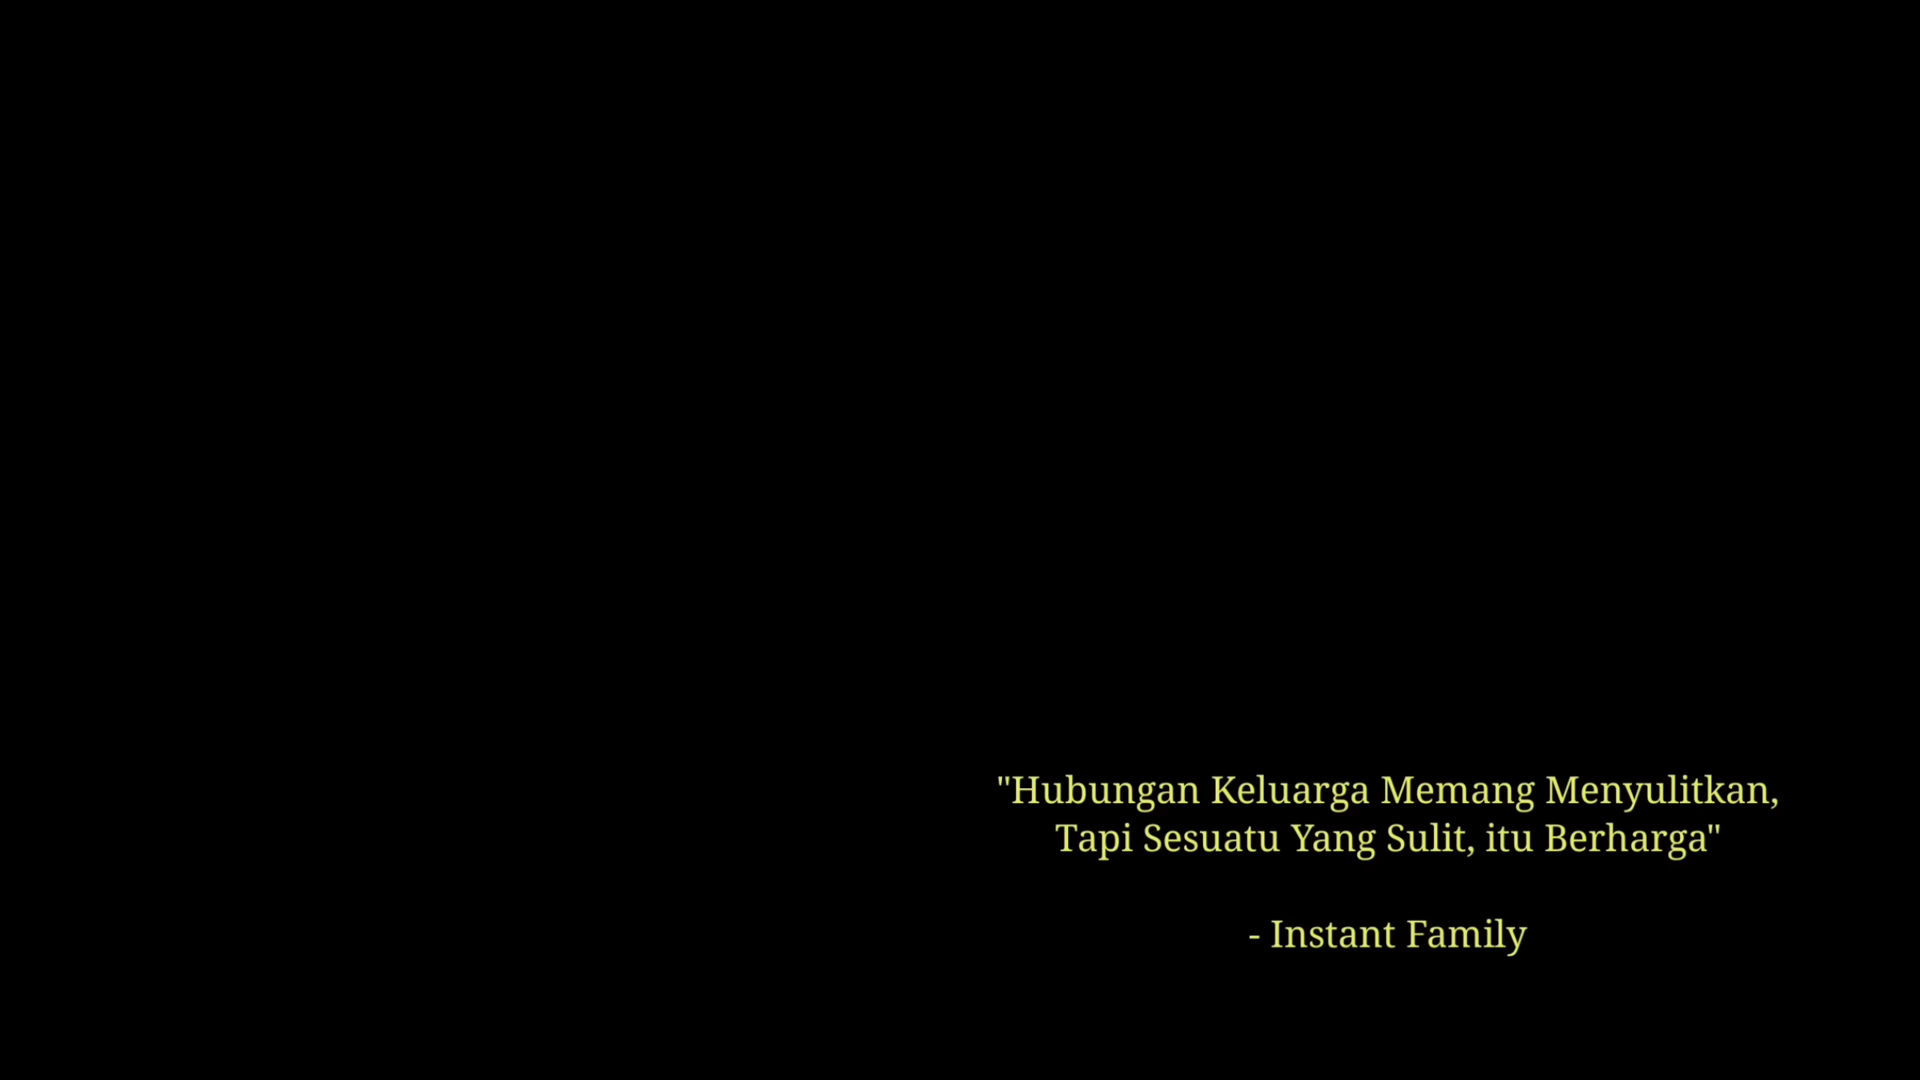 "Hubungan Keluarga Memang Menyulitkan,
Tapi Sesuatu Yang Sulit, itu Berharga"
- Instant Family